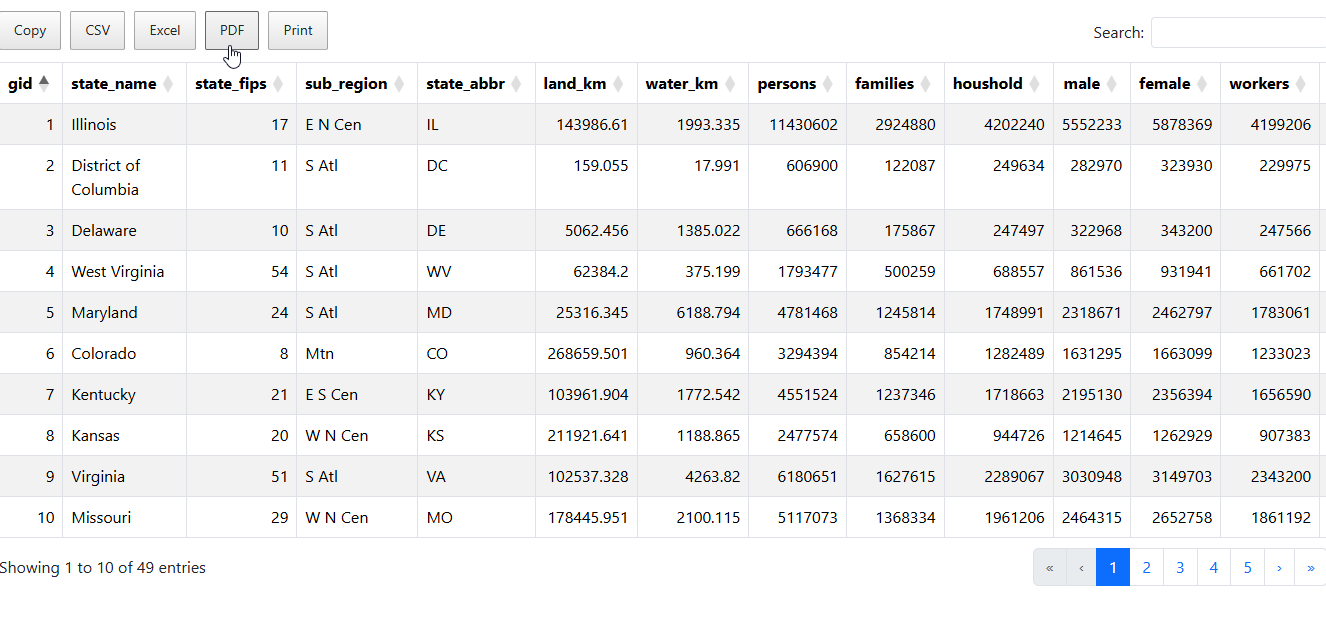 Copy CSV Excel PDF Print Search:
gid state_name state_fips sub_region state_abbr land_km water_km persons families houshold male female workers
1 Illinois 17 E N Cen IL 143986.61 1993.335 11430602 2924880 4202240 5552233 5878369 4199206
2 District of 11 S Atl DC 159.055 17.991 606900 122087 249634 282970 323930 229975
Columbia
3 Delaware 10 S Atl DE 5062.456 1385.022 666168 175867 247497 322968 343200 247566
4 West Virginia 54 S Atl WV 62384.2 375.199 1793477 500259 688557 861536 931941 661702
5 Maryland 24 S Atl MD 25316.345 6188.794 4781468 1245814 1748991 2318671 2462797 1783061
6 Colorado 8 Mtn CO 268659.501 960.364 3294394 854214 1282489 1631295 1663099 1233023
7 Kentucky 21 E S Cen KY 103961.904 1772.542 4551524 1237346 1718663 2195130 2356394 1656590
8 Kansas 20 W N Cen KS 211921.641 1188.865 2477574 658600 944726 1214645 1262929 907383
9 Virginia 51 S Atl VA 102537.328 4263.82 6180651 1627615 2289067 3030948 3149703 2343200
10 Missouri 29 W N Cen MO 178445.951 2100.115 5117073 1368334 1961206 2464315 2652758 1861192
Showing 1 to 10 of 49 entries « ‹ 1 2 3 4 5 › »